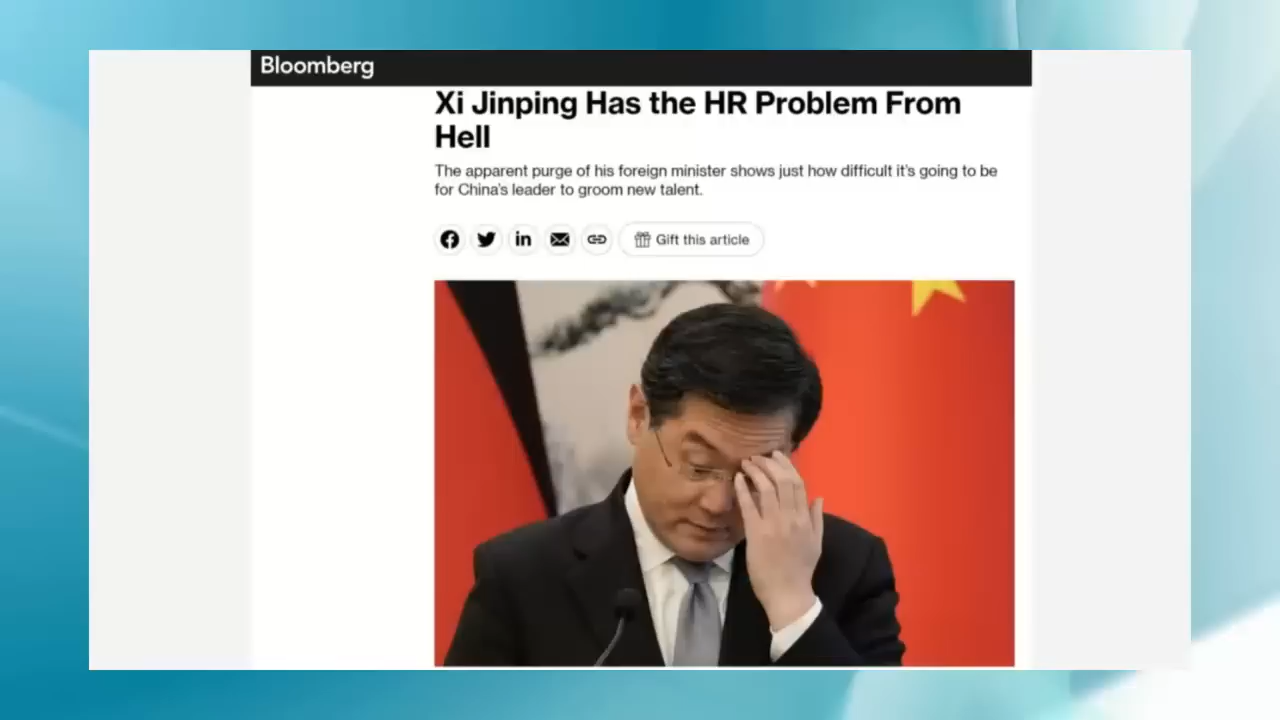 Bloomberg
Xi Jinping Has the HR Problem From
Hell
The apparent purge of his foreign minister shows just how difficult it's going to be
for China's leader to groom new talent.
in
Gift this article